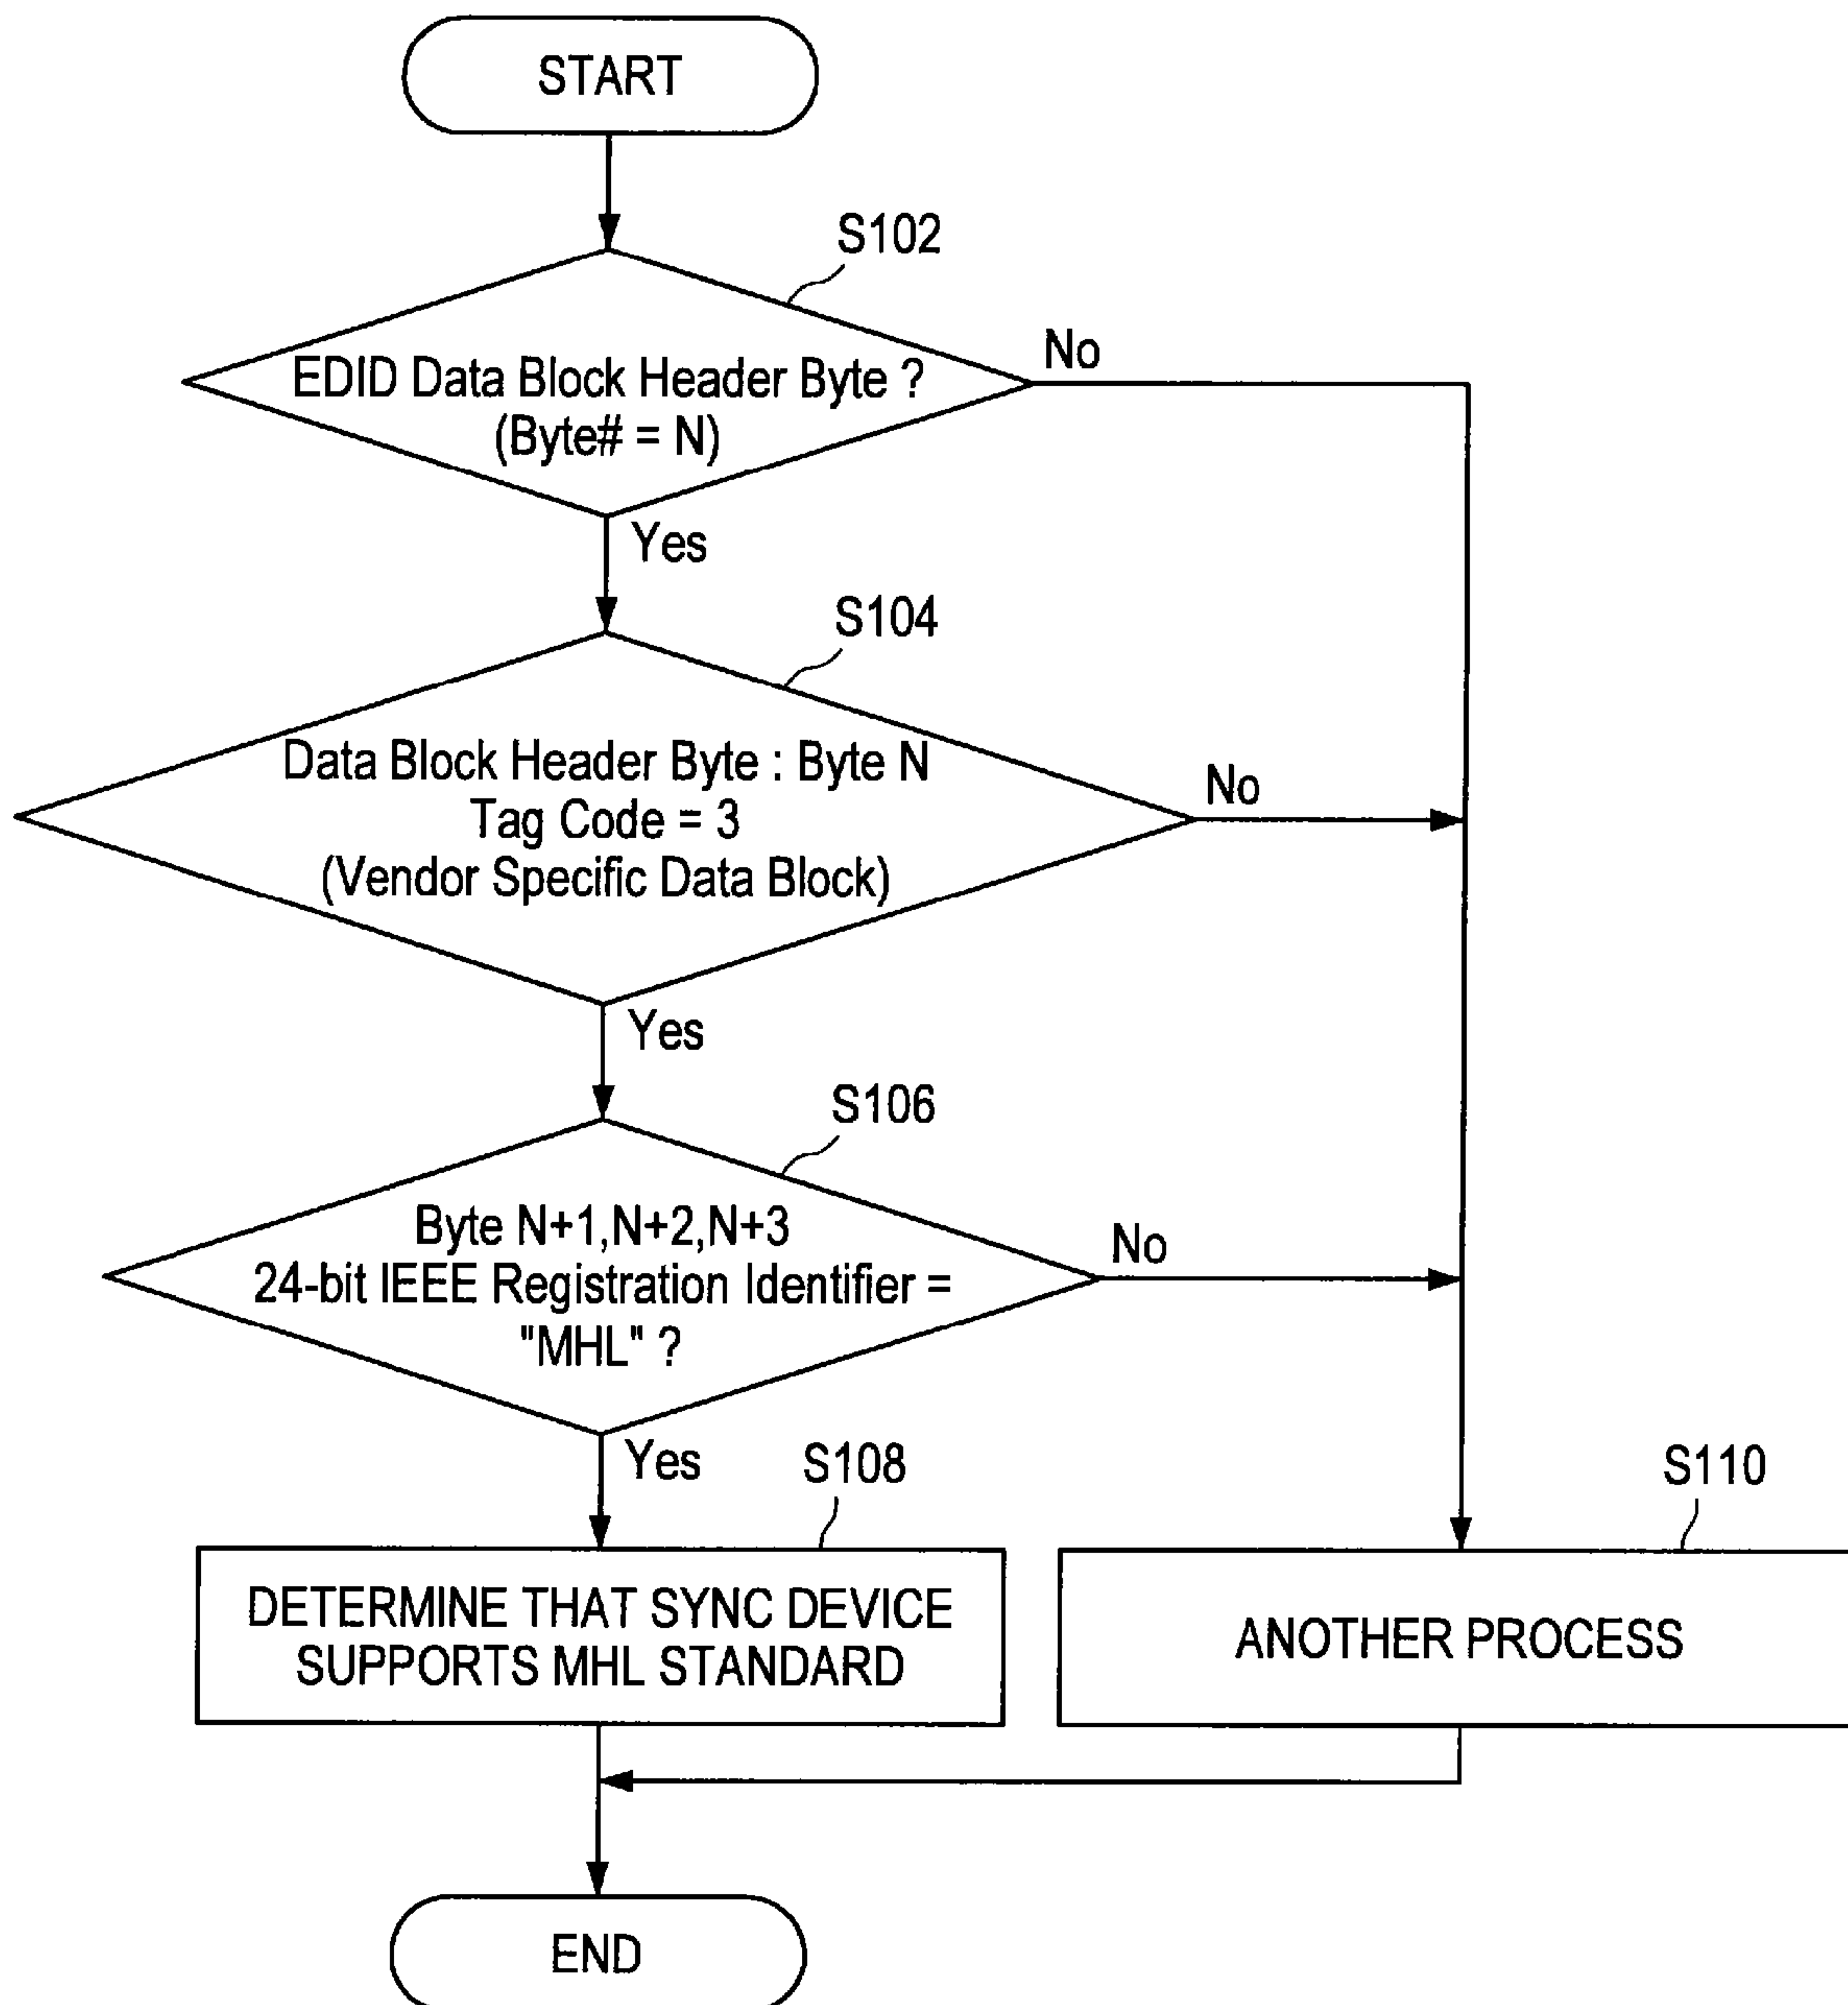 START
S102
EDID Data Block Header Byte ?
(Byte# = N)
No
Yes
S104
Data Block Header Byte : Byte N
Tag Code = 3
(Vendor Specific Data Block)
No
Yes
S106
Byte N+1,N+2,N+3
24-bit IEEE Registration Identifier =
"MHL" ?
No
Yes
S108
S110
DETERMINE THAT SYNC DEVICE
SUPPORTS MHL STANDARD
ANOTHER PROCESS
END